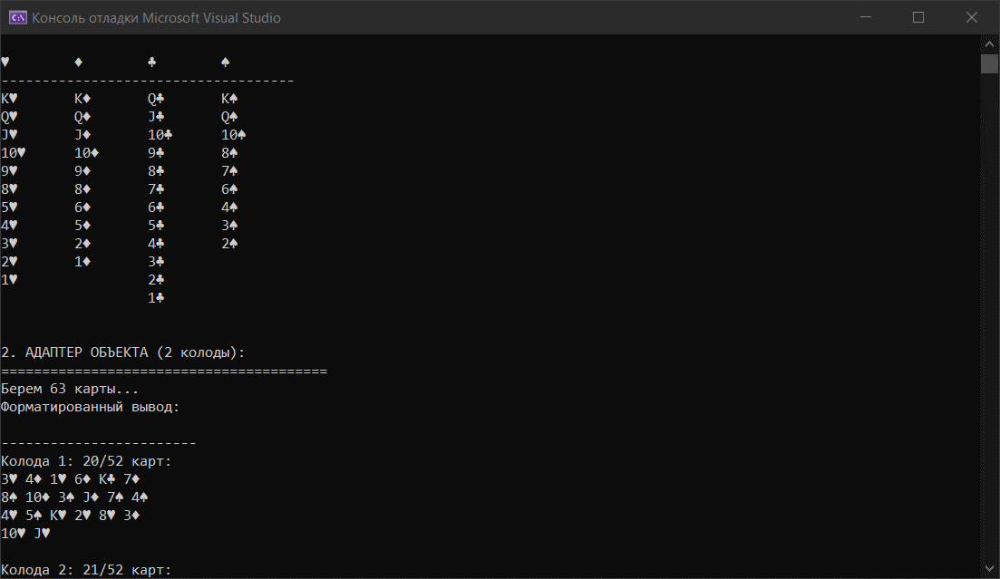 Консоль отладки Microsoft Visual Studio
♥ ♦ ♣ ♠
------------------------------------
K♥ K♦ Q♣ K♠
Q♥ Q♦ J♣ Q♠
J♥ J♦ 10♣ 10♠
10♥ 10♦ 9♣ 8♠
9♥ 9♦ 8♣ 7♠
8♥ 8♦ 7♣ 6♠
5♥ 6♦ 6♣ 4♠
4♥ 5♦ 5♣ 3♠
3♥ 2♦ 4♣ 2♠
2♥ 1♦ 3♣
1♥ 2♣
1♣
2. АДАПТЕР ОБЪЕКТА (2 колоды):
========================================
Берем 63 карты...
Форматированный вывод:
------------------------
Колода 1: 20/52 карт:
3♥ 4♦ 1♥ 6♦ K♣ 7♦
8♠ 10♦ 3♠ J♦ 7♠ 4♠
4♥ 5♠ K♥ 2♥ 8♥ 3♦
10♥ J♥
Колода 2: 21/52 карт: